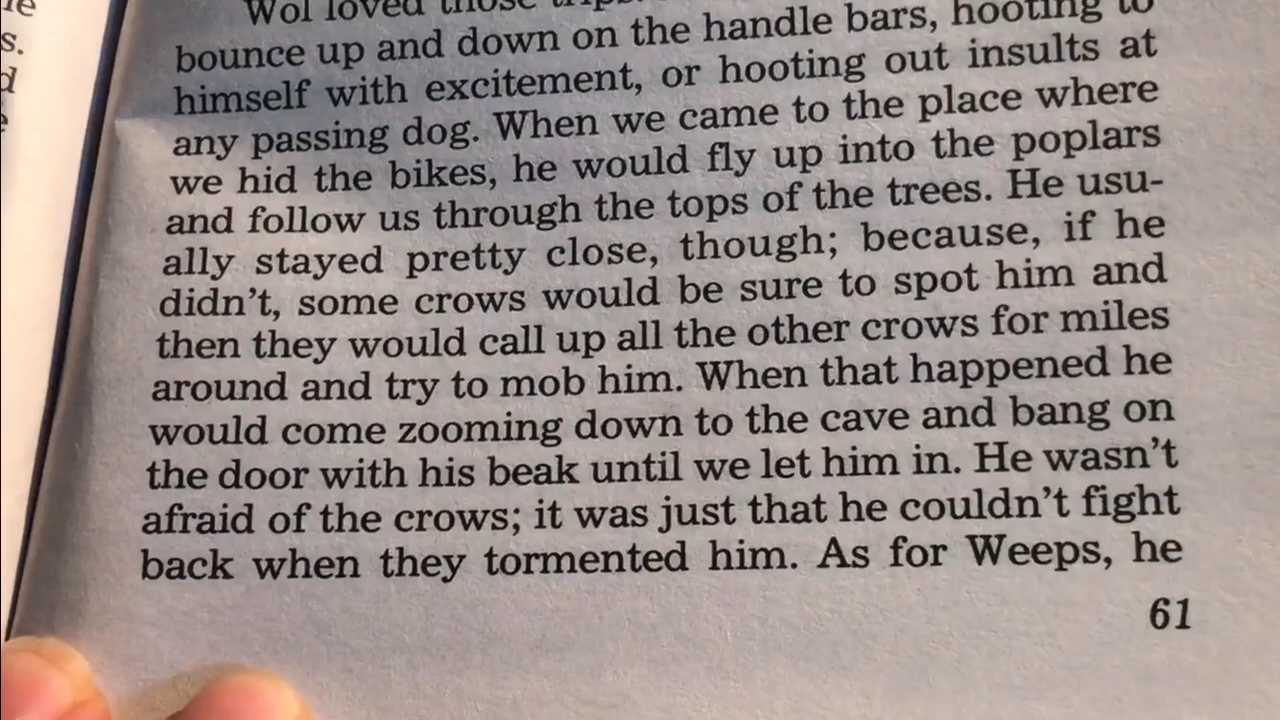 Wol loved those trips.
bounce up and down on the handle bars, hooting to
himself with excitement, or hooting out insults at
any passing dog. When we came to the place where
we hid the bikes, he would fly up into the poplars
and follow us through the tops of the trees. He usu-
ally stayed pretty close, though; because, if he
didn't, some crows would be sure to spot him and
then they would call up all the other crows for miles
around and try to mob him. When that happened he
would come zooming down to the cave and bang on
the door with his beak until we let him in. He wasn't
afraid of the crows; it was just that he couldn't fight
back when they tormented him. As for Weeps, he
61